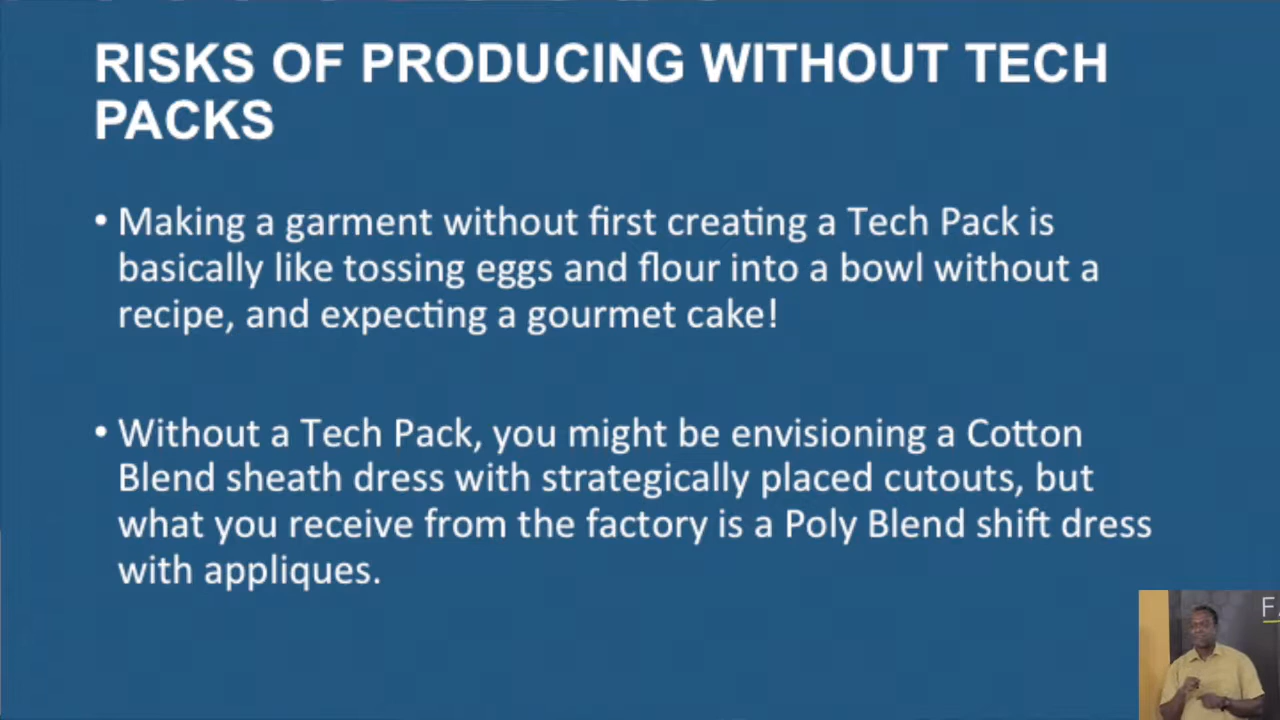 RISKS OF PRODUCING WITHOUT TECH
PACKS
• Making a garment without first creating a Tech Pack is
basically like tossing eggs and flour into a bowl without a
recipe, and expecting a gourmet cake!
• Without a Tech Pack, you might be envisioning a Cotton
Blend sheath dress with strategically placed cutouts, but
what you receive from the factory is a Poly Blend shift dress
with appliques.